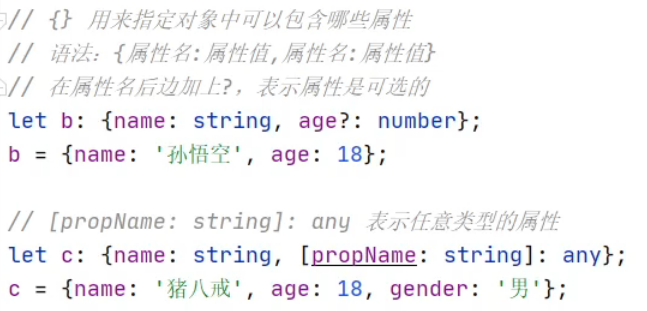 // {} 用来指定对象中可以包含哪些属性
// 语法：{属性名:属性值,属性名:属性值}
// 在属性名后边加上?，表示属性是可选的
let b: {name: string, age?: number};
b = {name: '孙悟空', age: 18};
// [propName: string]: any 表示任意类型的属性
let c: {name: string, [propName: string]: any};
c = {name: '猪八戒', age: 18, gender: '男'};